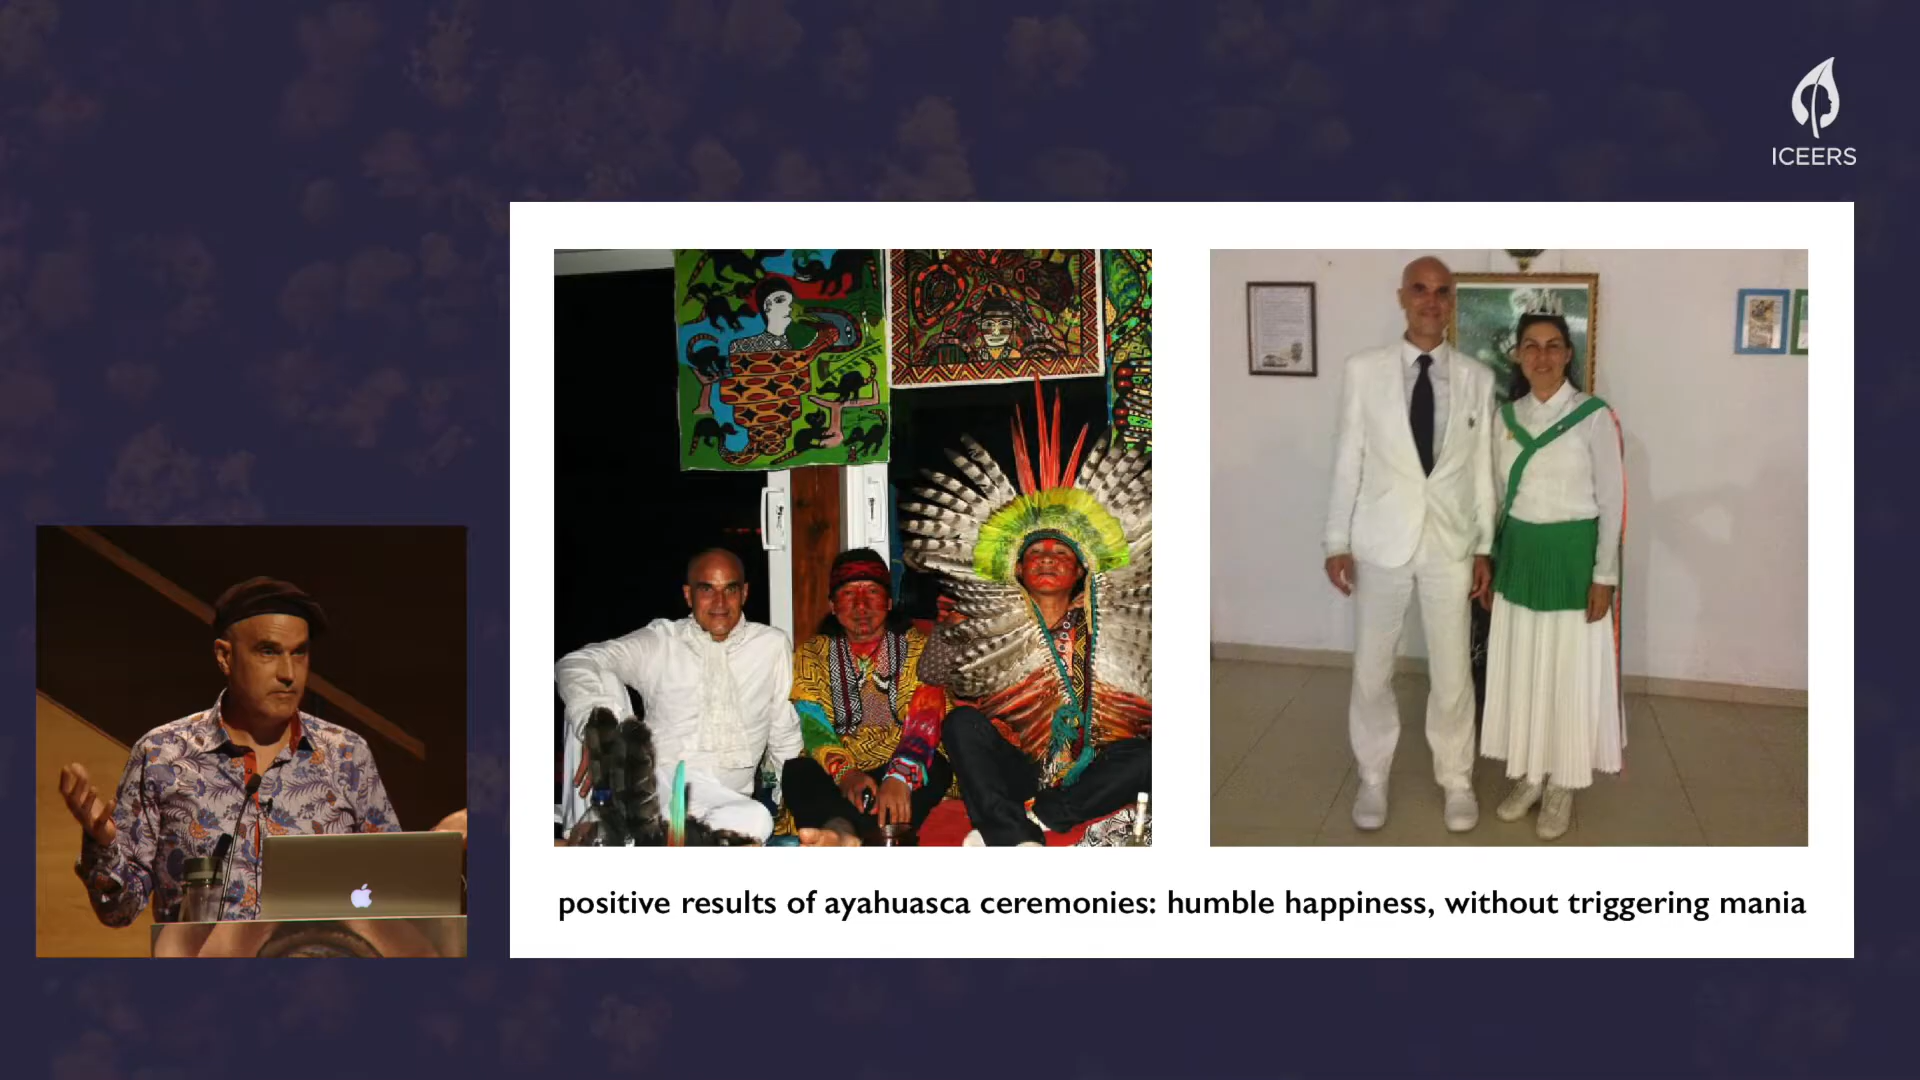 ICEERS
positive results of ayahuasca ceremonies: humble happiness, without triggering mania